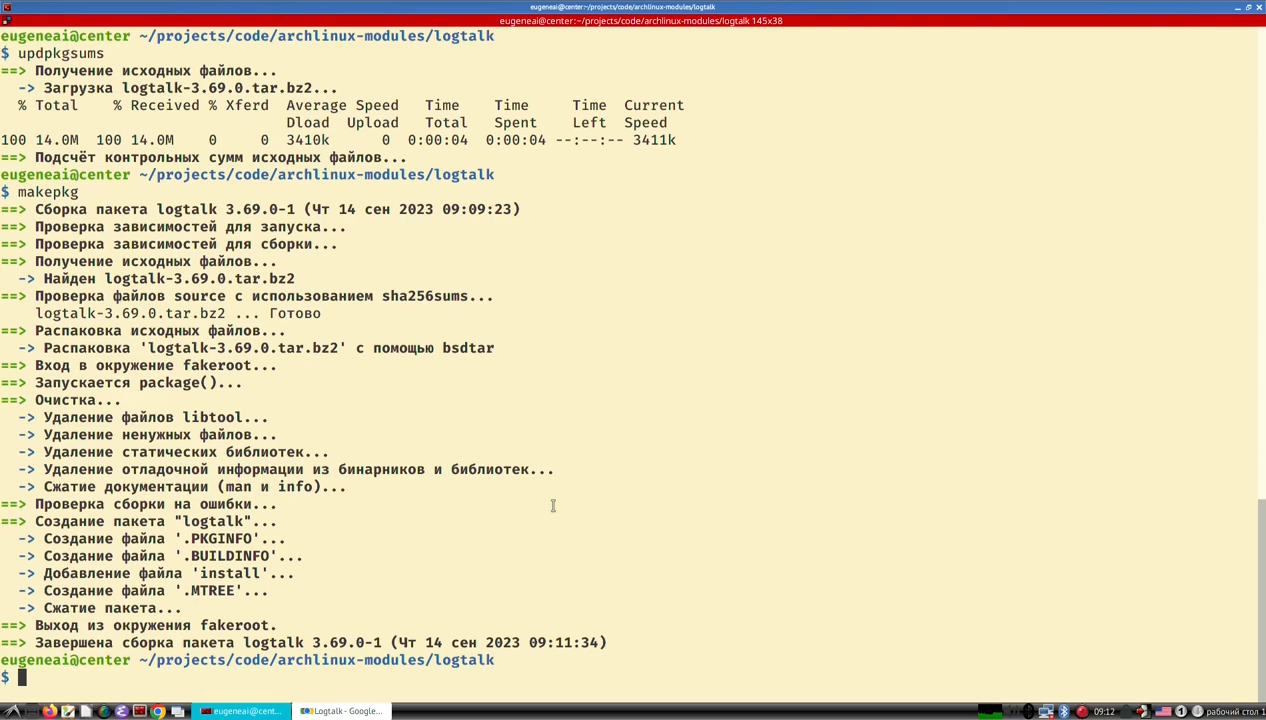 eugeneai@center:~/projects/code/archlinux-modules/logtalk
eugeneai@center:~/projects/code/archlinux-modules/logtalk 145x38
eugeneai@center ~/projects/code/archlinux-modules/logtalk
$ updpkgsums
==> Получение исходных файлов...
  -> Загрузка logtalk-3.69.0.tar.bz2...
  % Total    % Received % Xferd  Average Speed   Time    Time     Time  Current
                                 Dload  Upload   Total   Spent    Left  Speed
100 14.0M  100 14.0M    0     0  3410k      0  0:00:04  0:00:04 --:--:-- 3411k
==> Подсчёт контрольных сумм исходных файлов...
eugeneai@center ~/projects/code/archlinux-modules/logtalk
$ makepkg
==> Сборка пакета logtalk 3.69.0-1 (Чт 14 сен 2023 09:09:23)
==> Проверка зависимостей для запуска...
==> Проверка зависимостей для сборки...
==> Получение исходных файлов...
  -> Найден logtalk-3.69.0.tar.bz2
==> Проверка файлов source с использованием sha256sums...
    logtalk-3.69.0.tar.bz2 ... Готово
==> Распаковка исходных файлов...
  -> Распаковка 'logtalk-3.69.0.tar.bz2' с помощью bsdtar
==> Вход в окружение fakeroot...
==> Запускается package()...
==> Очистка...
  -> Удаление файлов libtool...
  -> Удаление ненужных файлов...
  -> Удаление статических библиотек...
  -> Удаление отладочной информации из бинарников и библиотек...
  -> Сжатие документации (man и info)...
==> Проверка сборки на ошибки...
==> Создание пакета "logtalk"...
  -> Создание файла '.PKGINFO'...
  -> Создание файла '.BUILDINFO'...
  -> Добавление файла 'install'...
  -> Создание файла '.MTREE'...
  -> Сжатие пакета...
==> Выход из окружения fakeroot.
==> Завершена сборка пакета logtalk 3.69.0-1 (Чт 14 сен 2023 09:11:34)
eugeneai@center ~/projects/code/archlinux-modules/logtalk
$
eugeneai@cent... Logtalk - Google... 09:12 1 рабочий стол 1